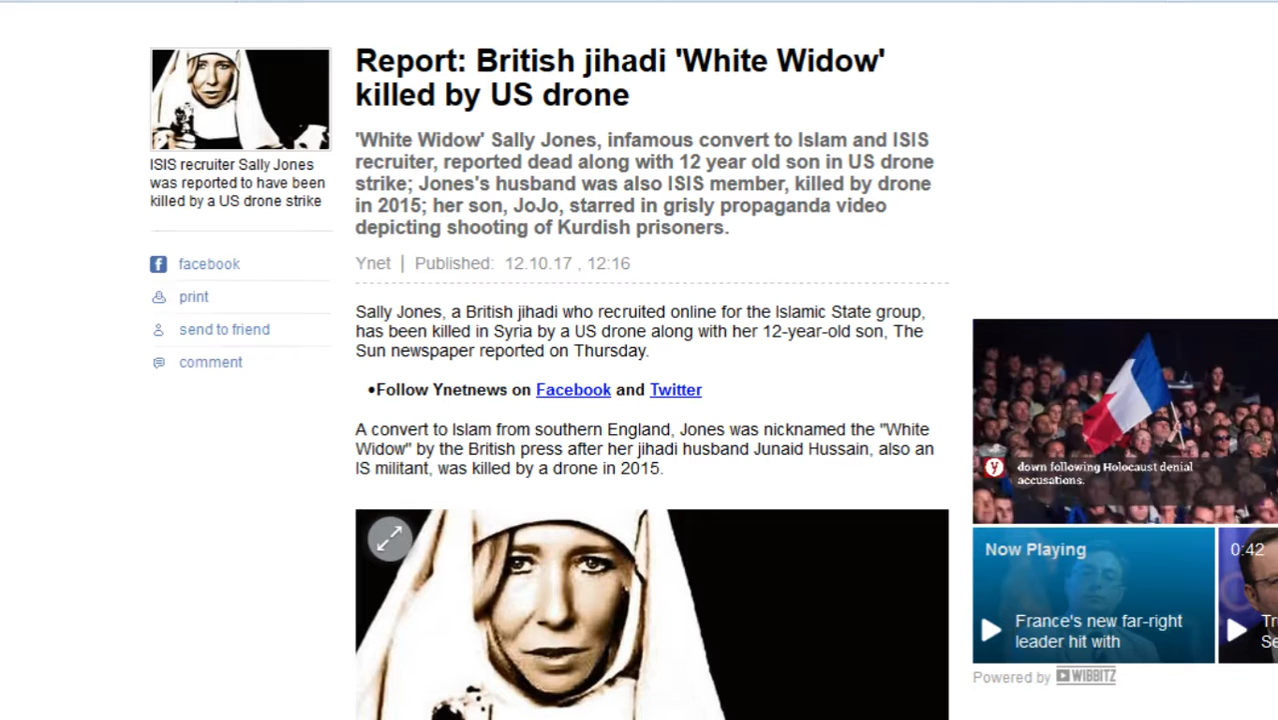 Report: British jihadi 'White Widow'
killed by US drone
'White Widow' Sally Jones, infamous convert to Islam and ISIS
recruiter, reported dead along with 12 year old son in US drone
strike; Jones's husband was also ISIS member, killed by drone
in 2015; her son, JoJo, starred in grisly propaganda video
depicting shooting of Kurdish prisoners.
Ynet | Published: 12.10.17 , 12:16
ISIS recruiter Sally Jones
was reported to have been
killed by a US drone strike
facebook
print
send to friend
comment
Sally Jones, a British jihadi who recruited online for the Islamic State group,
has been killed in Syria by a US drone along with her 12-year-old son, The
Sun newspaper reported on Thursday.
•Follow Ynetnews on Facebook and Twitter
A convert to Islam from southern England, Jones was nicknamed the "White
Widow" by the British press after her jihadi husband Junaid Hussain, also an
IS militant, was killed by a drone in 2015.
y
down following Holocaust denial
accusations.
Now Playing
France's new far-right
leader hit with
0:42
Tr
Se
Powered by WIBBITZ